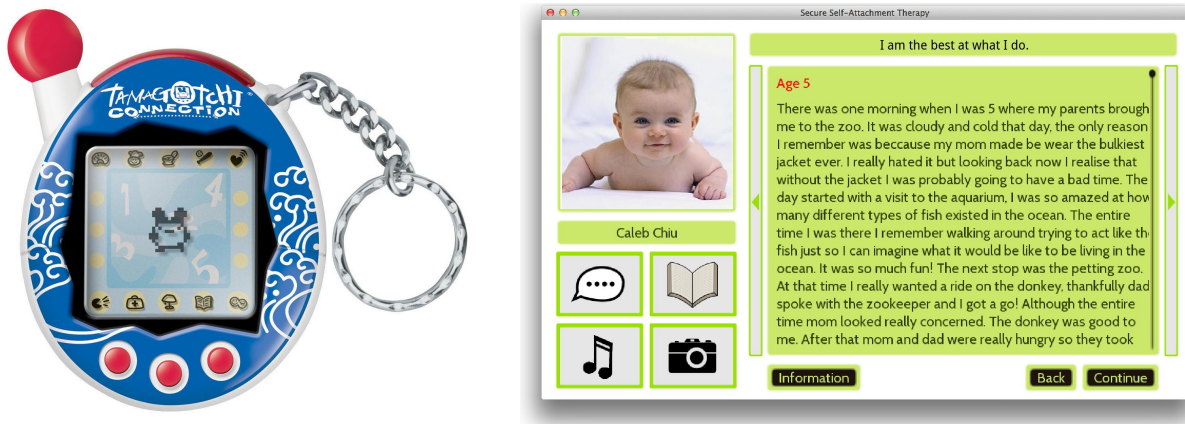 TAMAGOTCHI
CONNECTION
1
4
3
5
Secure Self-Attachment Therapy
I am the best at what I do.
Age 5
There was one morning when I was 5 where my parents brough
me to the zoo. It was cloudy and cold that day, the only reason
I remember was beccause my mom made be wear the bulkiest
jacket ever. I really hated it but looking back now I realise that
without the jacket I was probably going to have a bad time. The
day started with a visit to the aquarium, I was so amazed at how
many different types of fish existed in the ocean. The entire
time I was there I remember walking around trying to act like th
fish just so I can imagine what it would be like to be living in the
ocean. It was so much fun! The next stop was the petting zoo.
At that time I really wanted a ride on the donkey, thankfully dad
spoke with the zookeeper and I got a go! Although the entire
time mom looked really concerned. The donkey was good to
me. After that mom and dad were really hungry so they took
Caleb Chiu
Information
Back
Continue